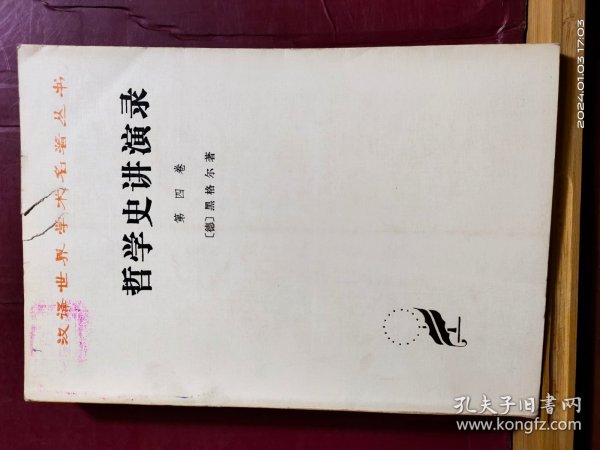 汉译世界学术名著丛书
哲学史讲演录
第四卷
〔德〕黑格尔著
2024.01.03 17:03
孔夫子旧书网
www.kongfz.com